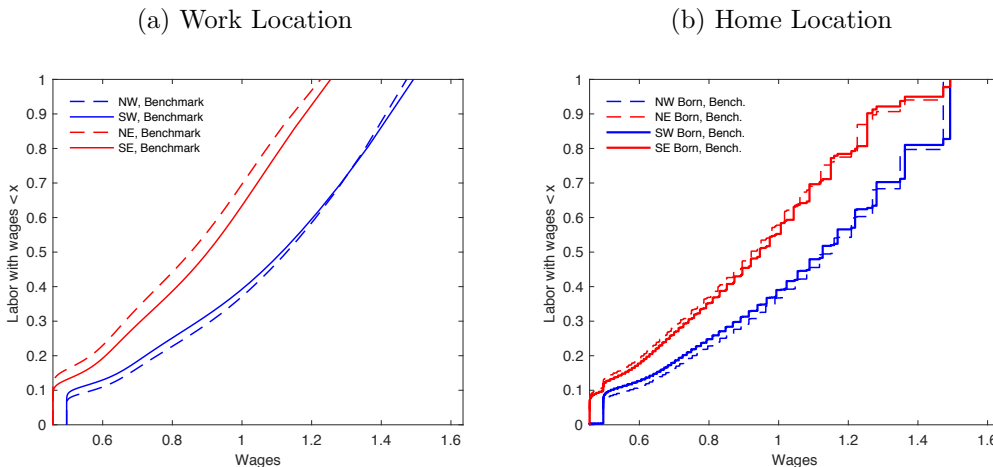 (a) Work Location
(b) Home Location
1
0.9
0.8
0.7
0.6
0.5
0.4
0.3
0.2
0.1
0
Labor with wages < x
NW, Benchmark
SW, Benchmark
NE, Benchmark
SE, Benchmark
0.6
0.8
1
1.2
1.4
1.6
Wages
1
0.9
0.8
0.7
0.6
0.5
0.4
0.3
0.2
0.1
0
Labor with wages < x
NW Born, Bench.
NE Born, Bench.
SW Born, Bench.
SE Born, Bench.
0.6
0.8
1
1.2
1.4
1.6
Wages